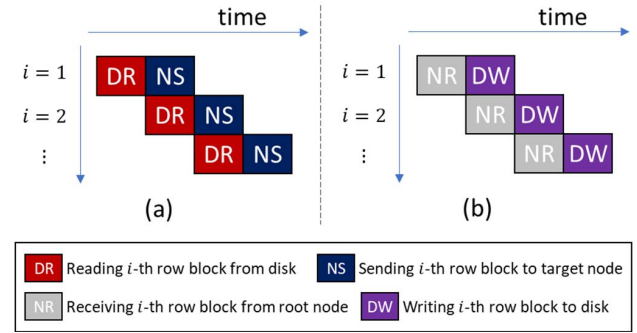 time
i = 1
DR NS
i = 2
DR NS
⋮
DR NS
(a)
time
i = 1
NR DW
i = 2
NR DW
⋮
NR DW
(b)
DR Reading i-th row block from disk
NS Sending i-th row block to target node
NR Receiving i-th row block from root node
DW Writing i-th row block to disk